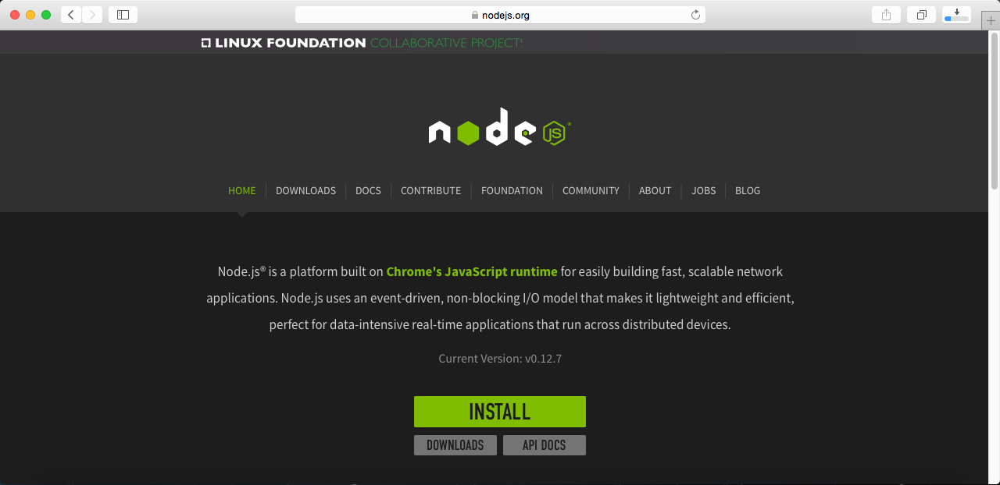 nodejs.org
LINUX FOUNDATION COLLABORATIVE PROJECTS
node JS ®
HOME DOWNLOADS DOCS CONTRIBUTE FOUNDATION COMMUNITY ABOUT JOBS BLOG
Node.js® is a platform built on Chrome's JavaScript runtime for easily building fast, scalable network
applications. Node.js uses an event-driven, non-blocking I/O model that makes it lightweight and efficient,
perfect for data-intensive real-time applications that run across distributed devices.
Current Version: v0.12.7
INSTALL
DOWNLOADS API DOCS